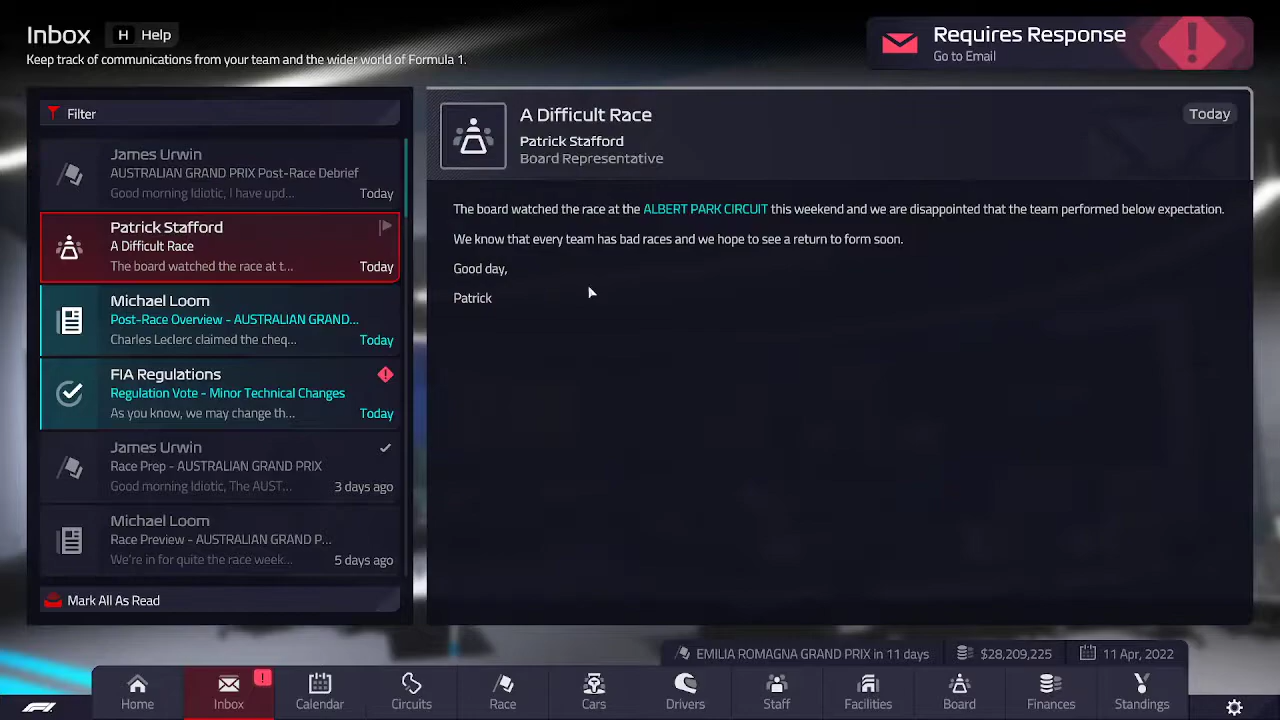 Inbox
H Help
Keep track of communications from your team and the wider world of Formula 1.
Requires Response
Go to Email
Filter
James Urwin
AUSTRALIAN GRAND PRIX Post-Race Debrief
Good morning Idiotic, I have upd...
Today
Patrick Stafford
A Difficult Race
The board watched the race at t...
Today
Michael Loom
Post-Race Overview - AUSTRALIAN GRAND...
Charles Leclerc claimed the cheq...
Today
FIA Regulations
Regulation Vote - Minor Technical Changes
As you know, we may change th...
Today
James Urwin
Race Prep - AUSTRALIAN GRAND PRIX
Good morning Idiotic, The AUST...
3 days ago
Michael Loom
Race Preview - AUSTRALIAN GRAND P...
We're in for quite the race week...
5 days ago
Mark All As Read
A Difficult Race
Today
Patrick Stafford
Board Representative
The board watched the race at the ALBERT PARK CIRCUIT this weekend and we are disappointed that the team performed below expectation.
We know that every team has bad races and we hope to see a return to form soon.
Good day,
Patrick
EMILIA ROMAGNA GRAND PRIX in 11 days
$28,209,225
11 Apr, 2022
Home
Inbox
Calendar
Circuits
Race
Cars
Drivers
Staff
Facilities
Board
Finances
Standings